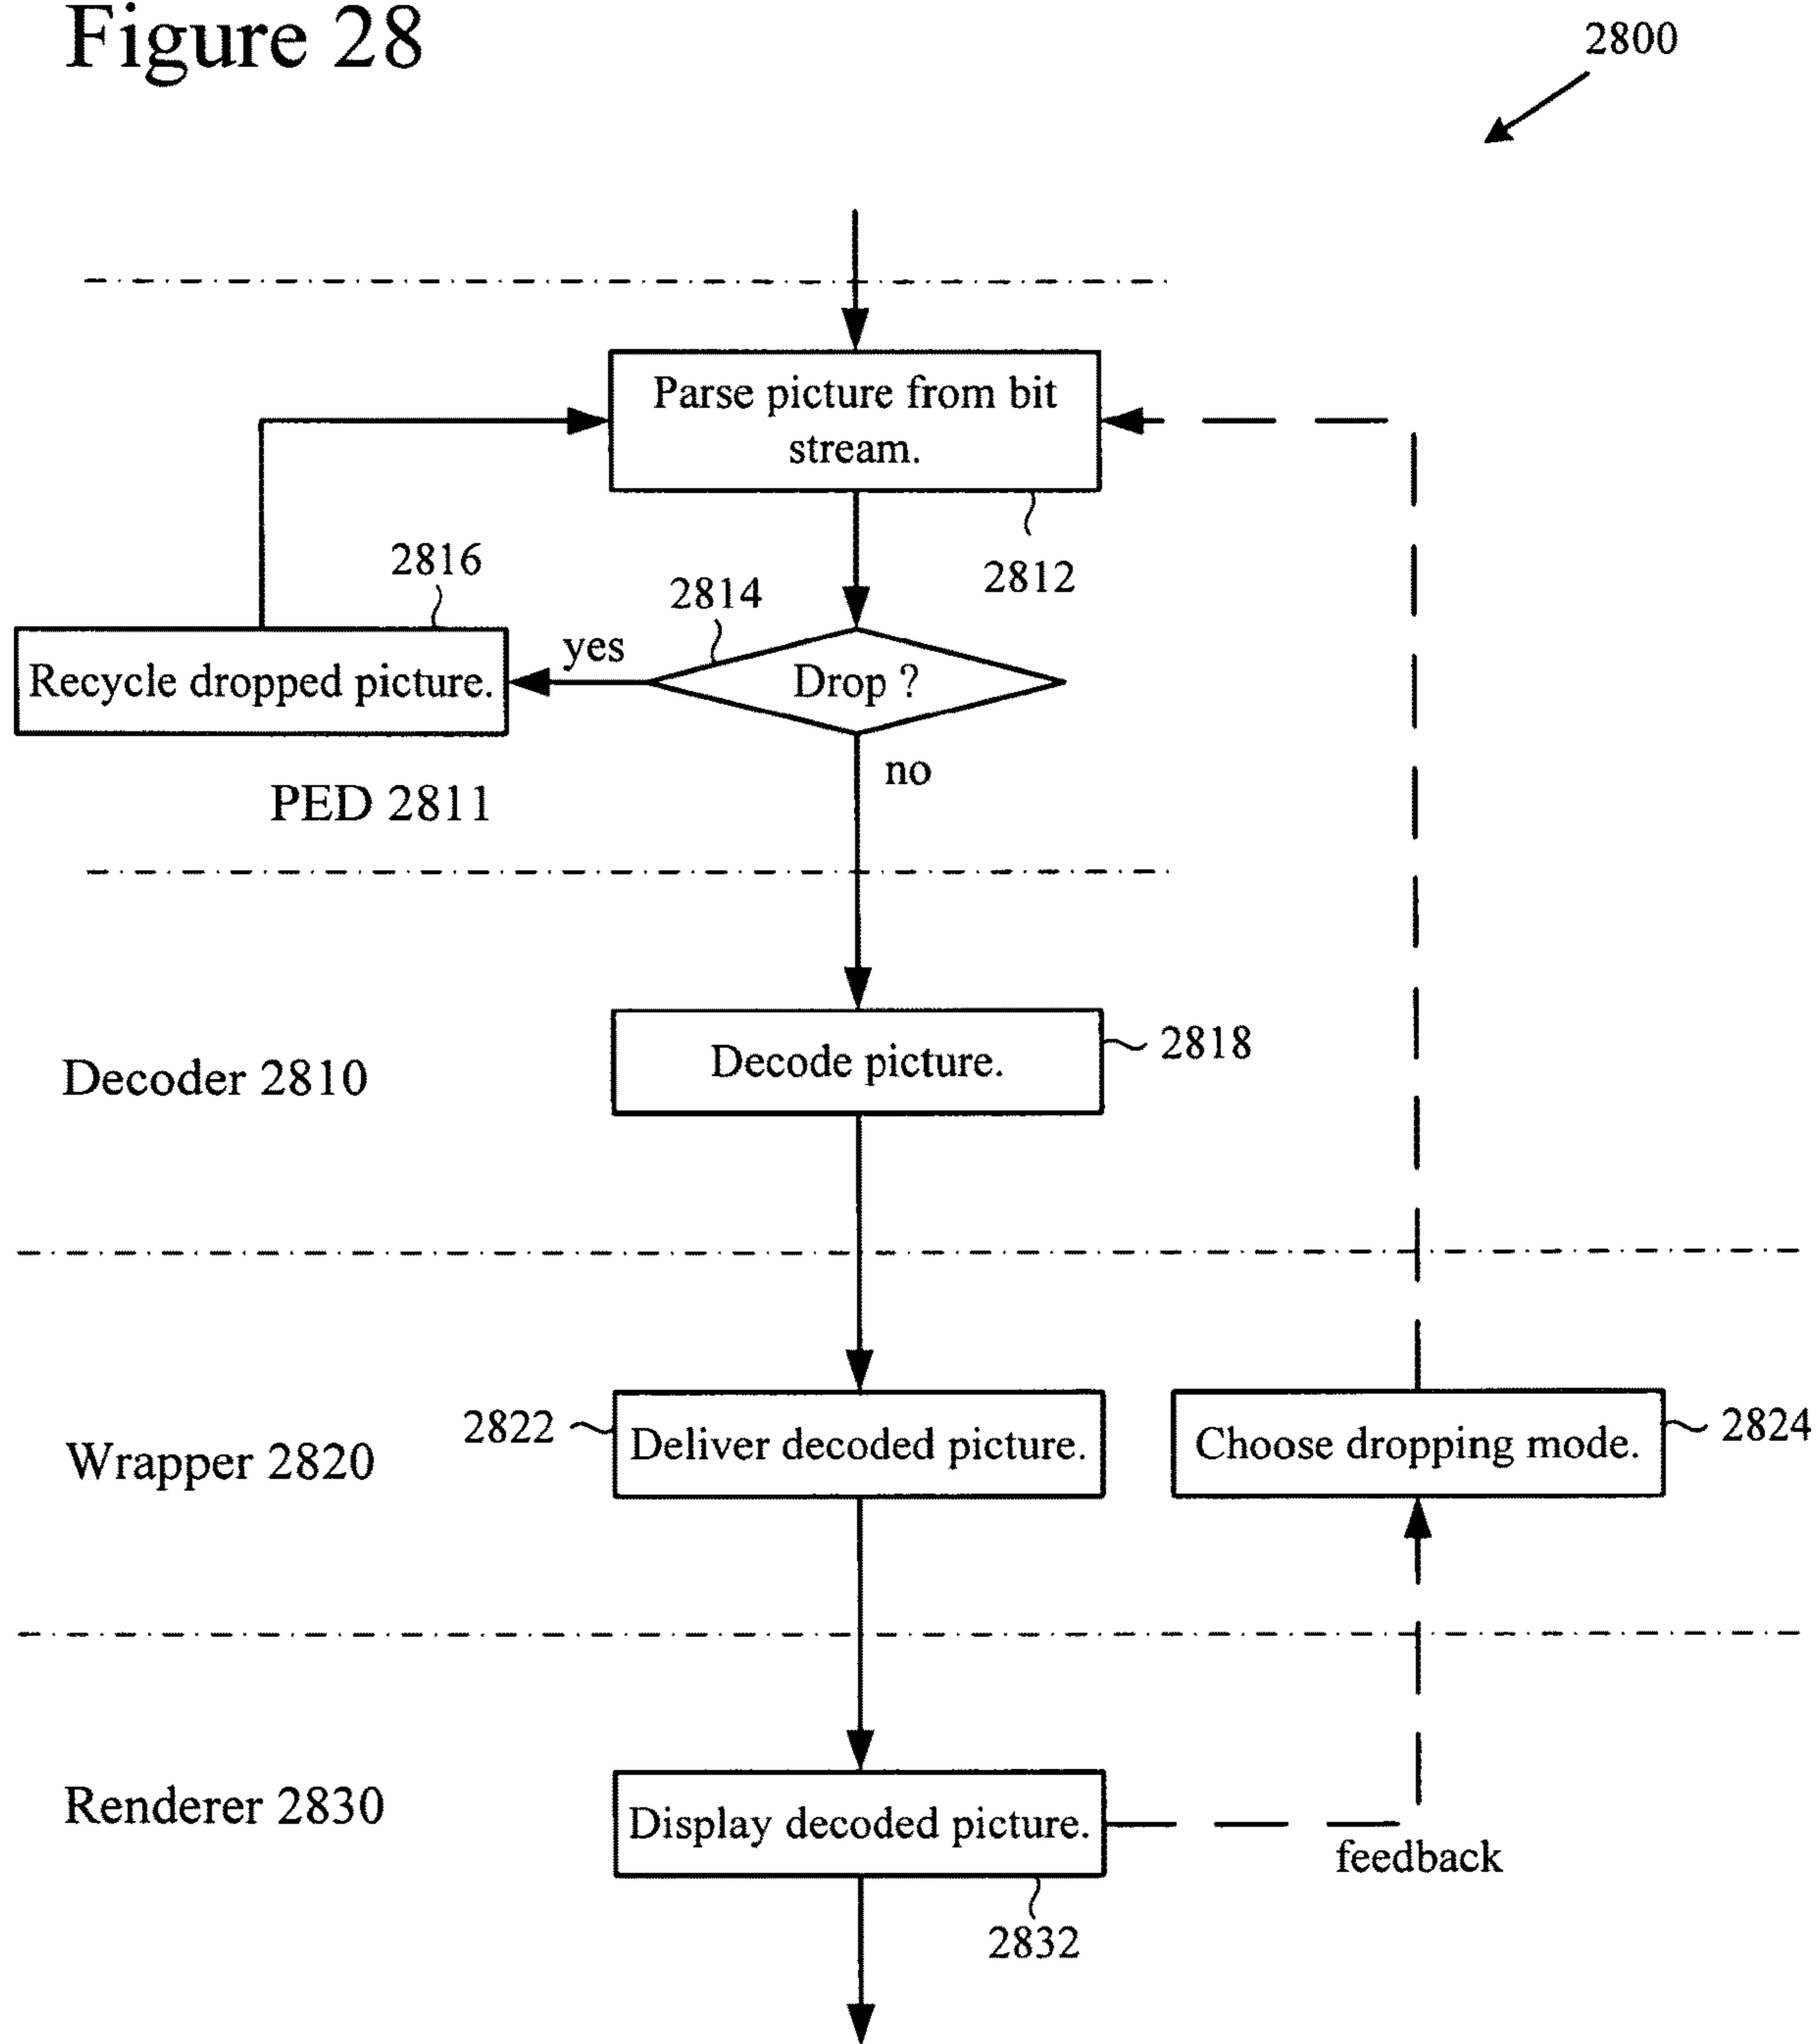 Figure 28
2800
Parse picture from bit
stream.
2812
2816
2814
yes
Recycle dropped picture.
Drop ?
no
PED 2811
Decode picture.
2818
Decoder 2810
2822
Deliver decoded picture.
Choose dropping mode.
2824
Wrapper 2820
Renderer 2830
Display decoded picture.
feedback
2832